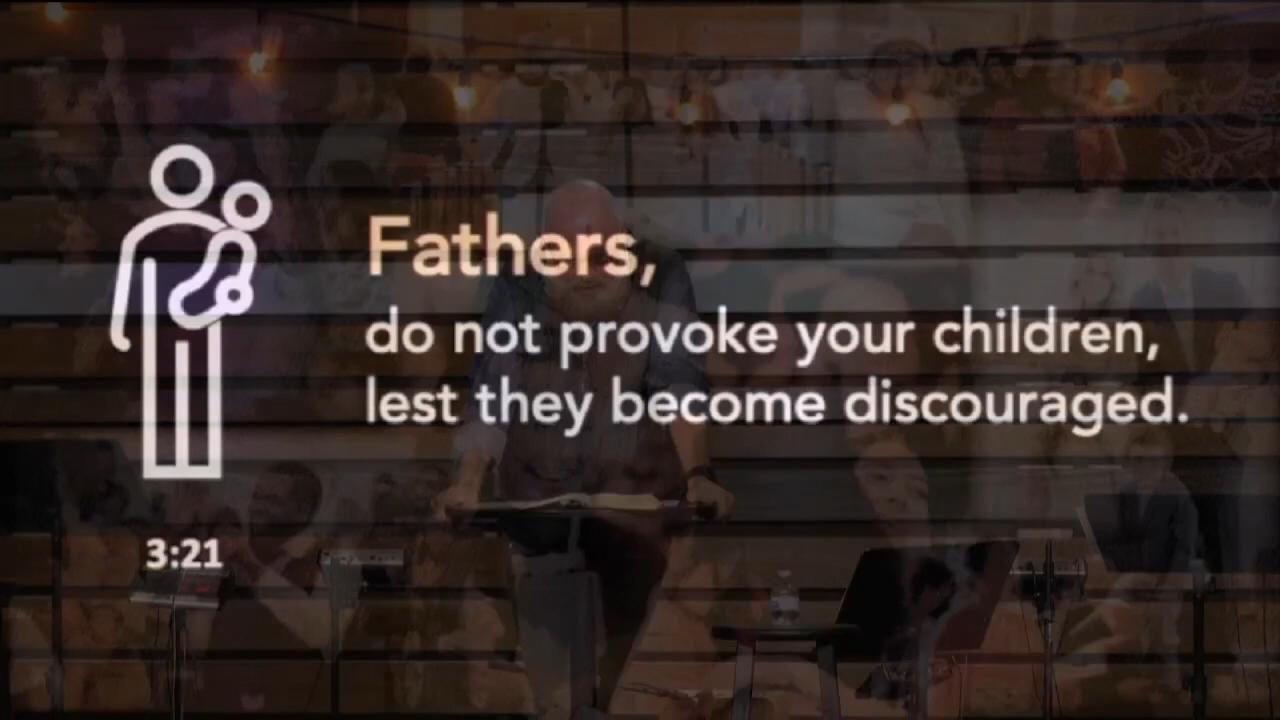 Fathers,
do not provoke your children,
lest they become discouraged.
3:21